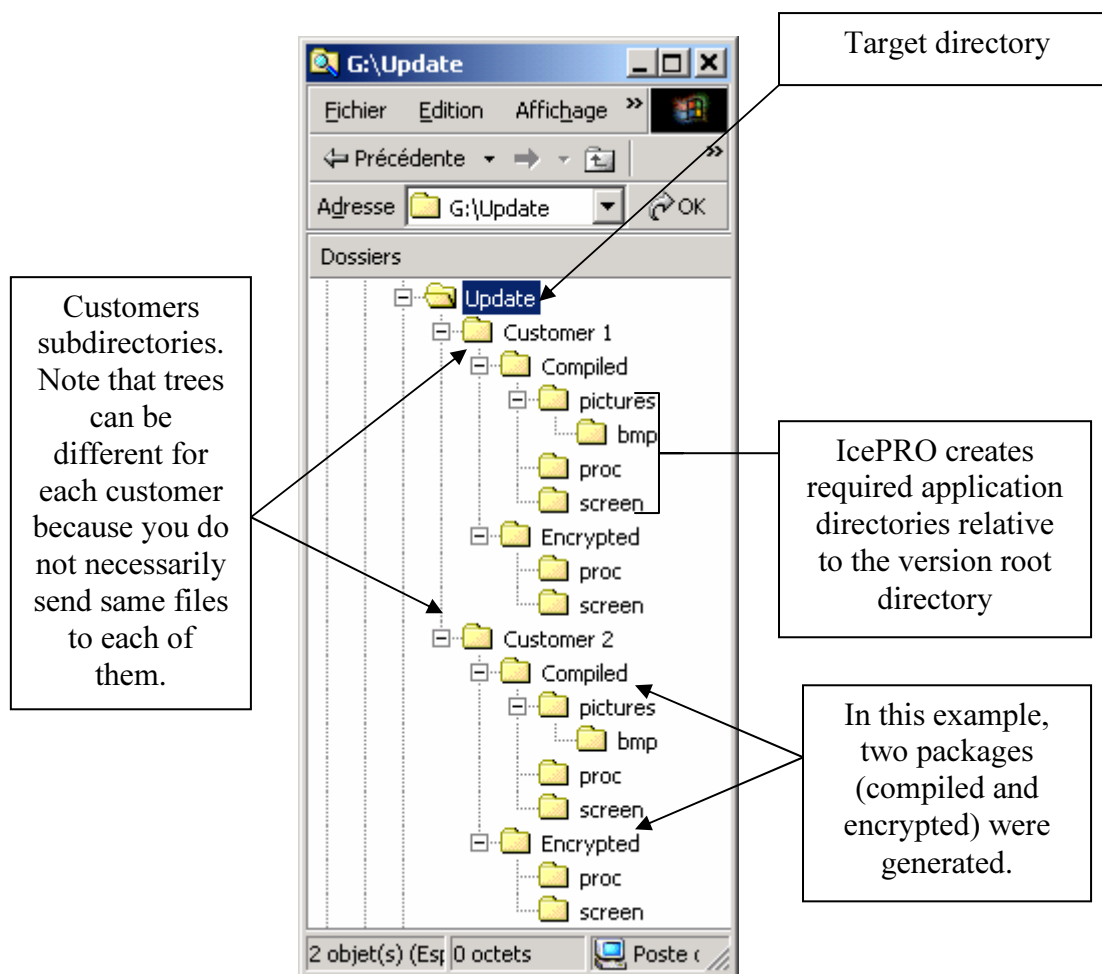 Target directory
G:\Update
Fichier Edition Affichage »
Précédente »
Adresse G:\Update OK
Dossiers
Update
Customer 1
Compiled
pictures
bmp
proc
screen
Encrypted
proc
screen
Customer 2
Compiled
pictures
bmp
proc
screen
Encrypted
proc
screen
2 objet(s) (Esp 0 octets Poste
Customers
subdirectories.
Note that trees
can be
different for
each customer
because you do
not necessarily
send same files
to each of
them.
IcePRO creates
required application
directories relative
to the version root
directory
In this example,
two packages
(compiled and
encrypted) were
generated.